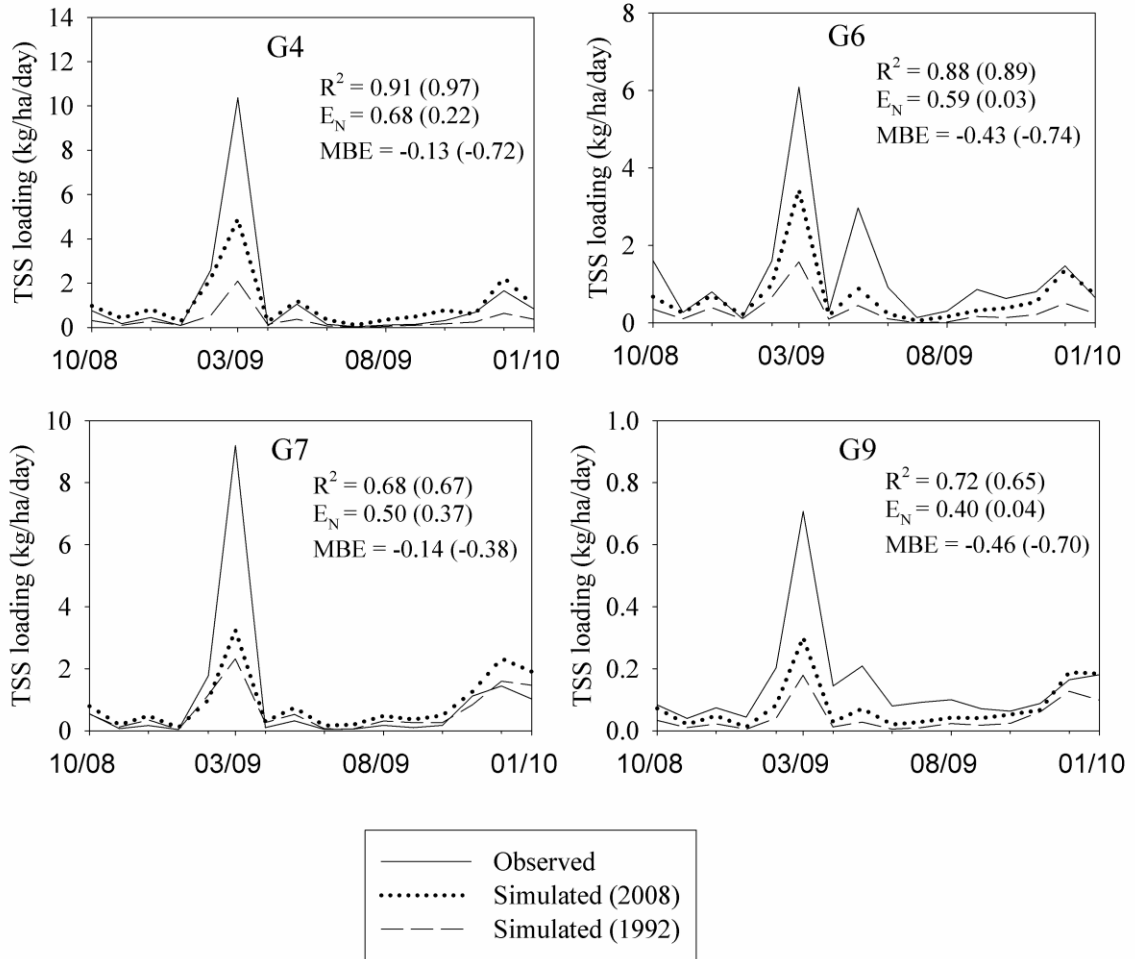 G4
R² = 0.91 (0.97)
E_N = 0.68 (0.22)
MBE = -0.13 (-0.72)
TSS loading (kg/ha/day)
14
12
10
8
6
4
2
0
10/08 03/09 08/09 01/10
G6
R² = 0.88 (0.89)
E_N = 0.59 (0.03)
MBE = -0.43 (-0.74)
TSS loading (kg/ha/day)
8
6
4
2
0
10/08 03/09 08/09 01/10
G7
R² = 0.68 (0.67)
E_N = 0.50 (0.37)
MBE = -0.14 (-0.38)
TSS loading (kg/ha/day)
10
8
6
4
2
0
10/08 03/09 08/09 01/10
G9
R² = 0.72 (0.65)
E_N = 0.40 (0.04)
MBE = -0.46 (-0.70)
TSS loading (kg/ha/day)
1.0
0.8
0.6
0.4
0.2
0.0
10/08 03/09 08/09 01/10
Observed
Simulated (2008)
Simulated (1992)